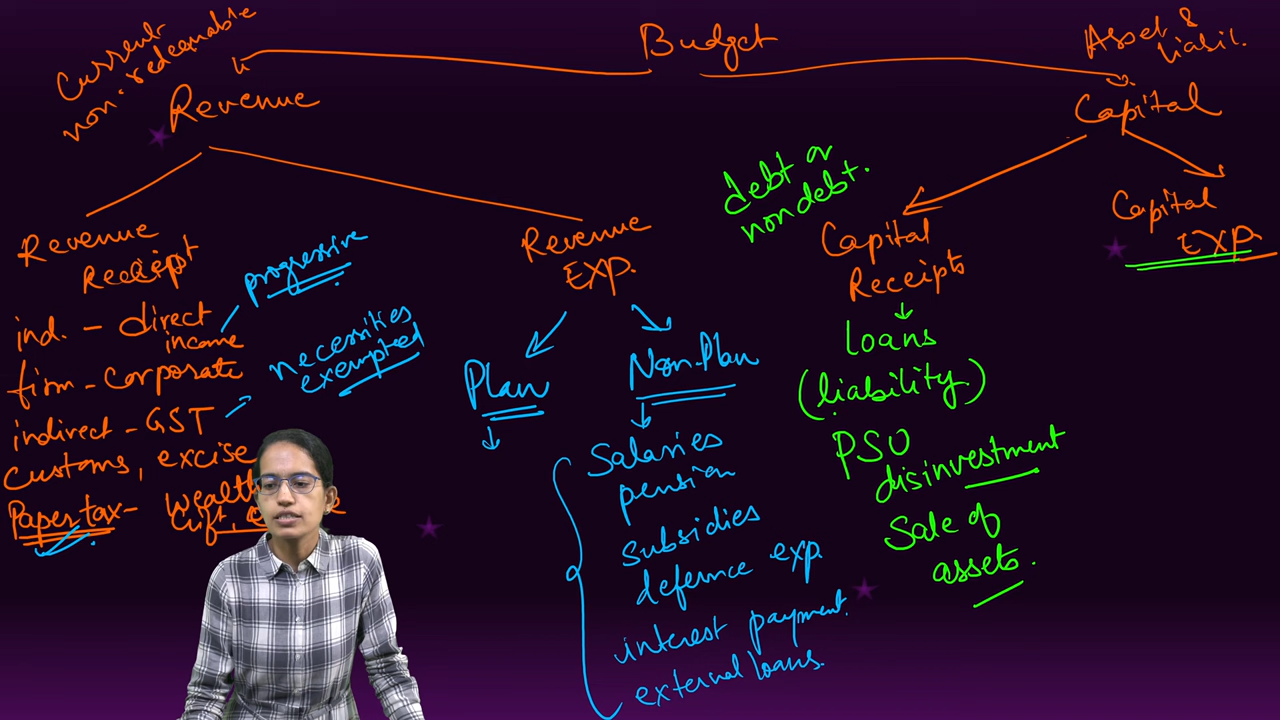 Budget
Current
non-redeemable
Revenue
Asset &
liabil.
Capital
Revenue
Receipt
progressive
ind. - direct
income
firm - corporate
necessities
exempted
indirect - GST
customs, excise
Paper tax - wealth
Gift,
Revenue
EXP.
Plan
Non-Plan
Salaries
pension
Subsidies
defernce exp.
interest payment.
external loans.
debt or
nondebt.
Capital
Receipts
loans
(liability)
PSU
disinvestment
Sale of
assets.
Capital
EXP.